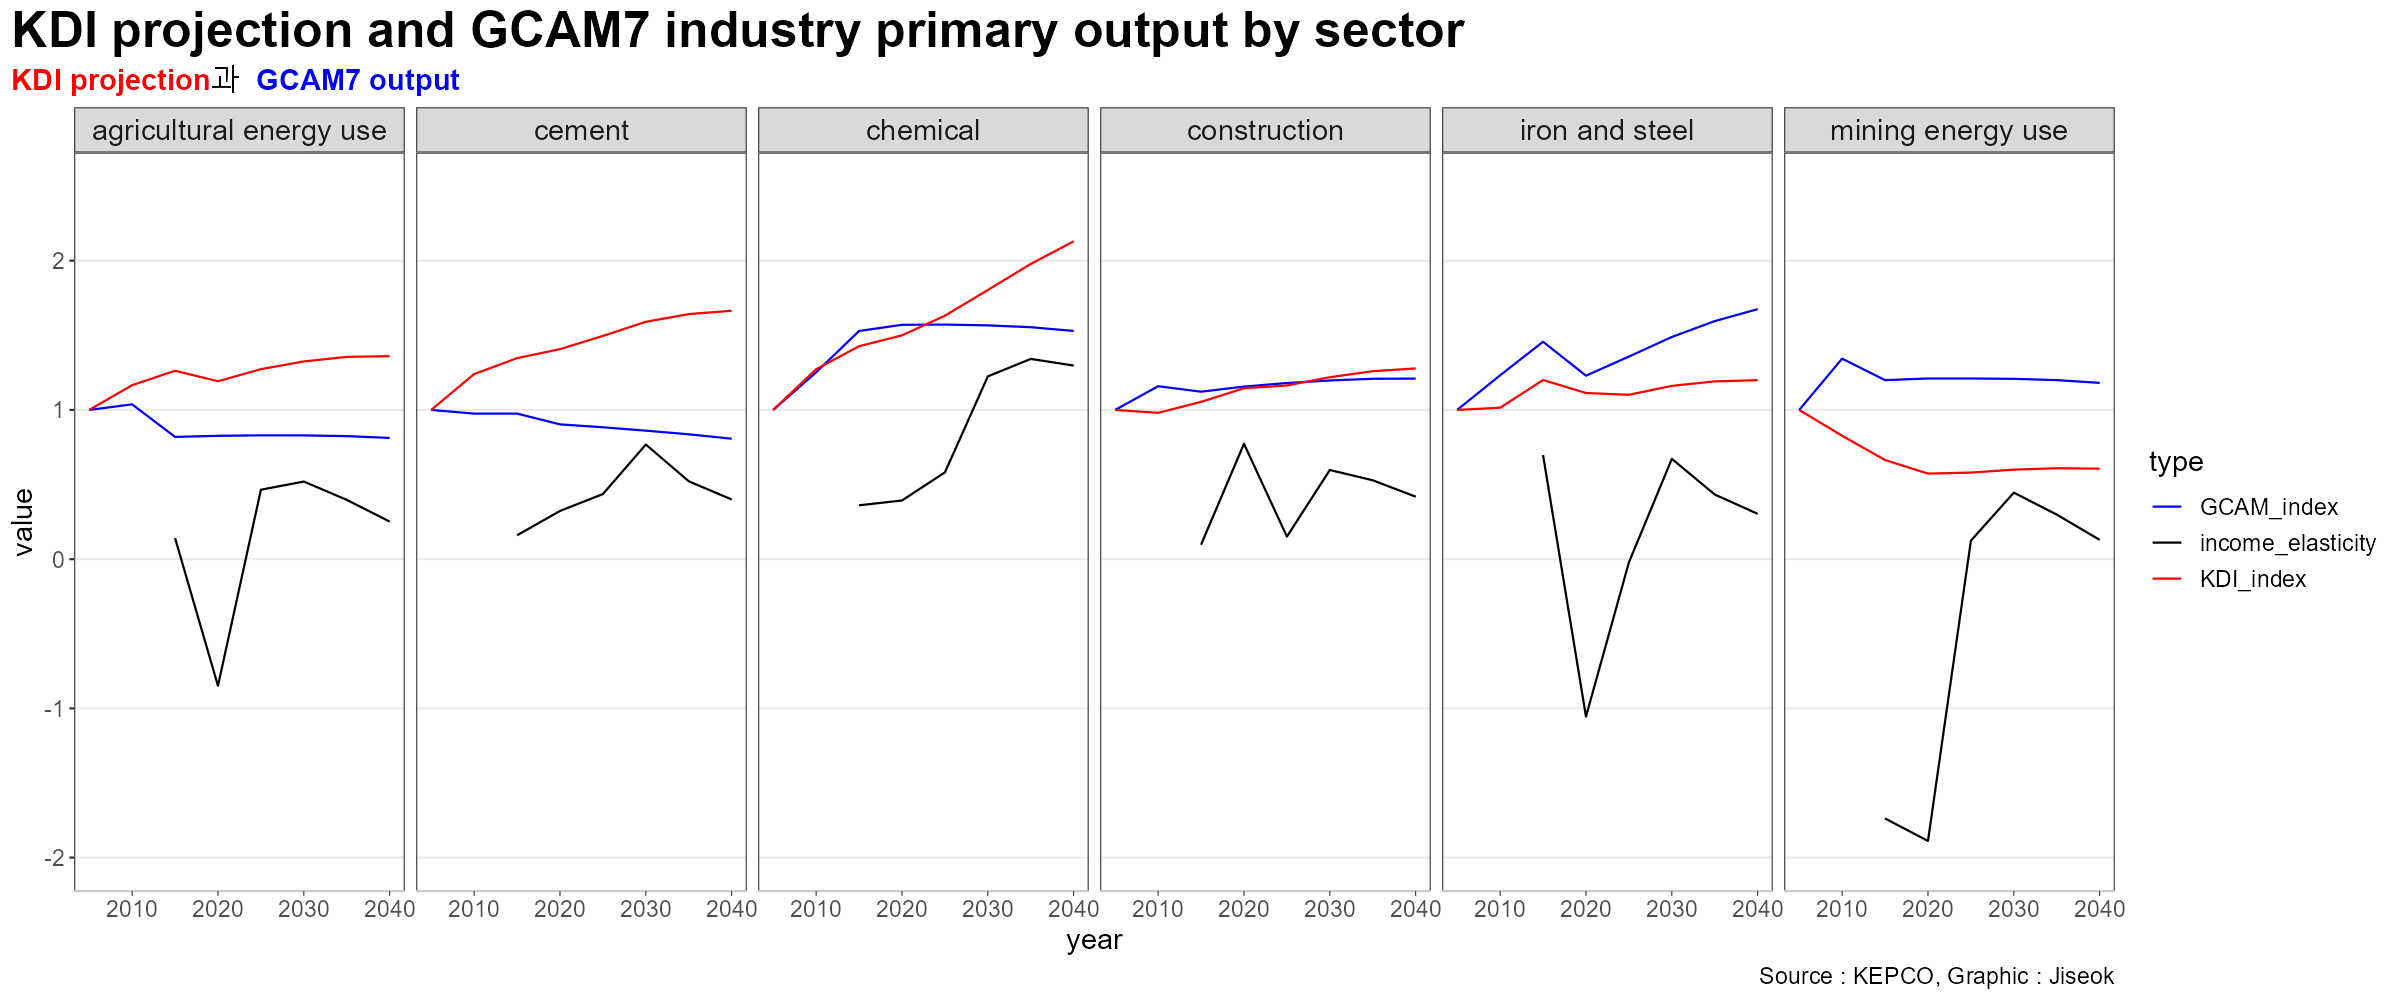 KDI projection and GCAM7 industry primary output by sector
KDI projection과 GCAM7 output
agricultural energy use cement chemical construction iron and steel mining energy use
2
1
0
-1
-2
value
2010 2020 2030 2040 2010 2020 2030 2040 2010 2020 2030 2040 2010 2020 2030 2040 2010 2020 2030 2040 2010 2020 2030 2040
year
type
GCAM_index
income_elasticity
KDI_index
Source : KEPCO, Graphic : Jiseok